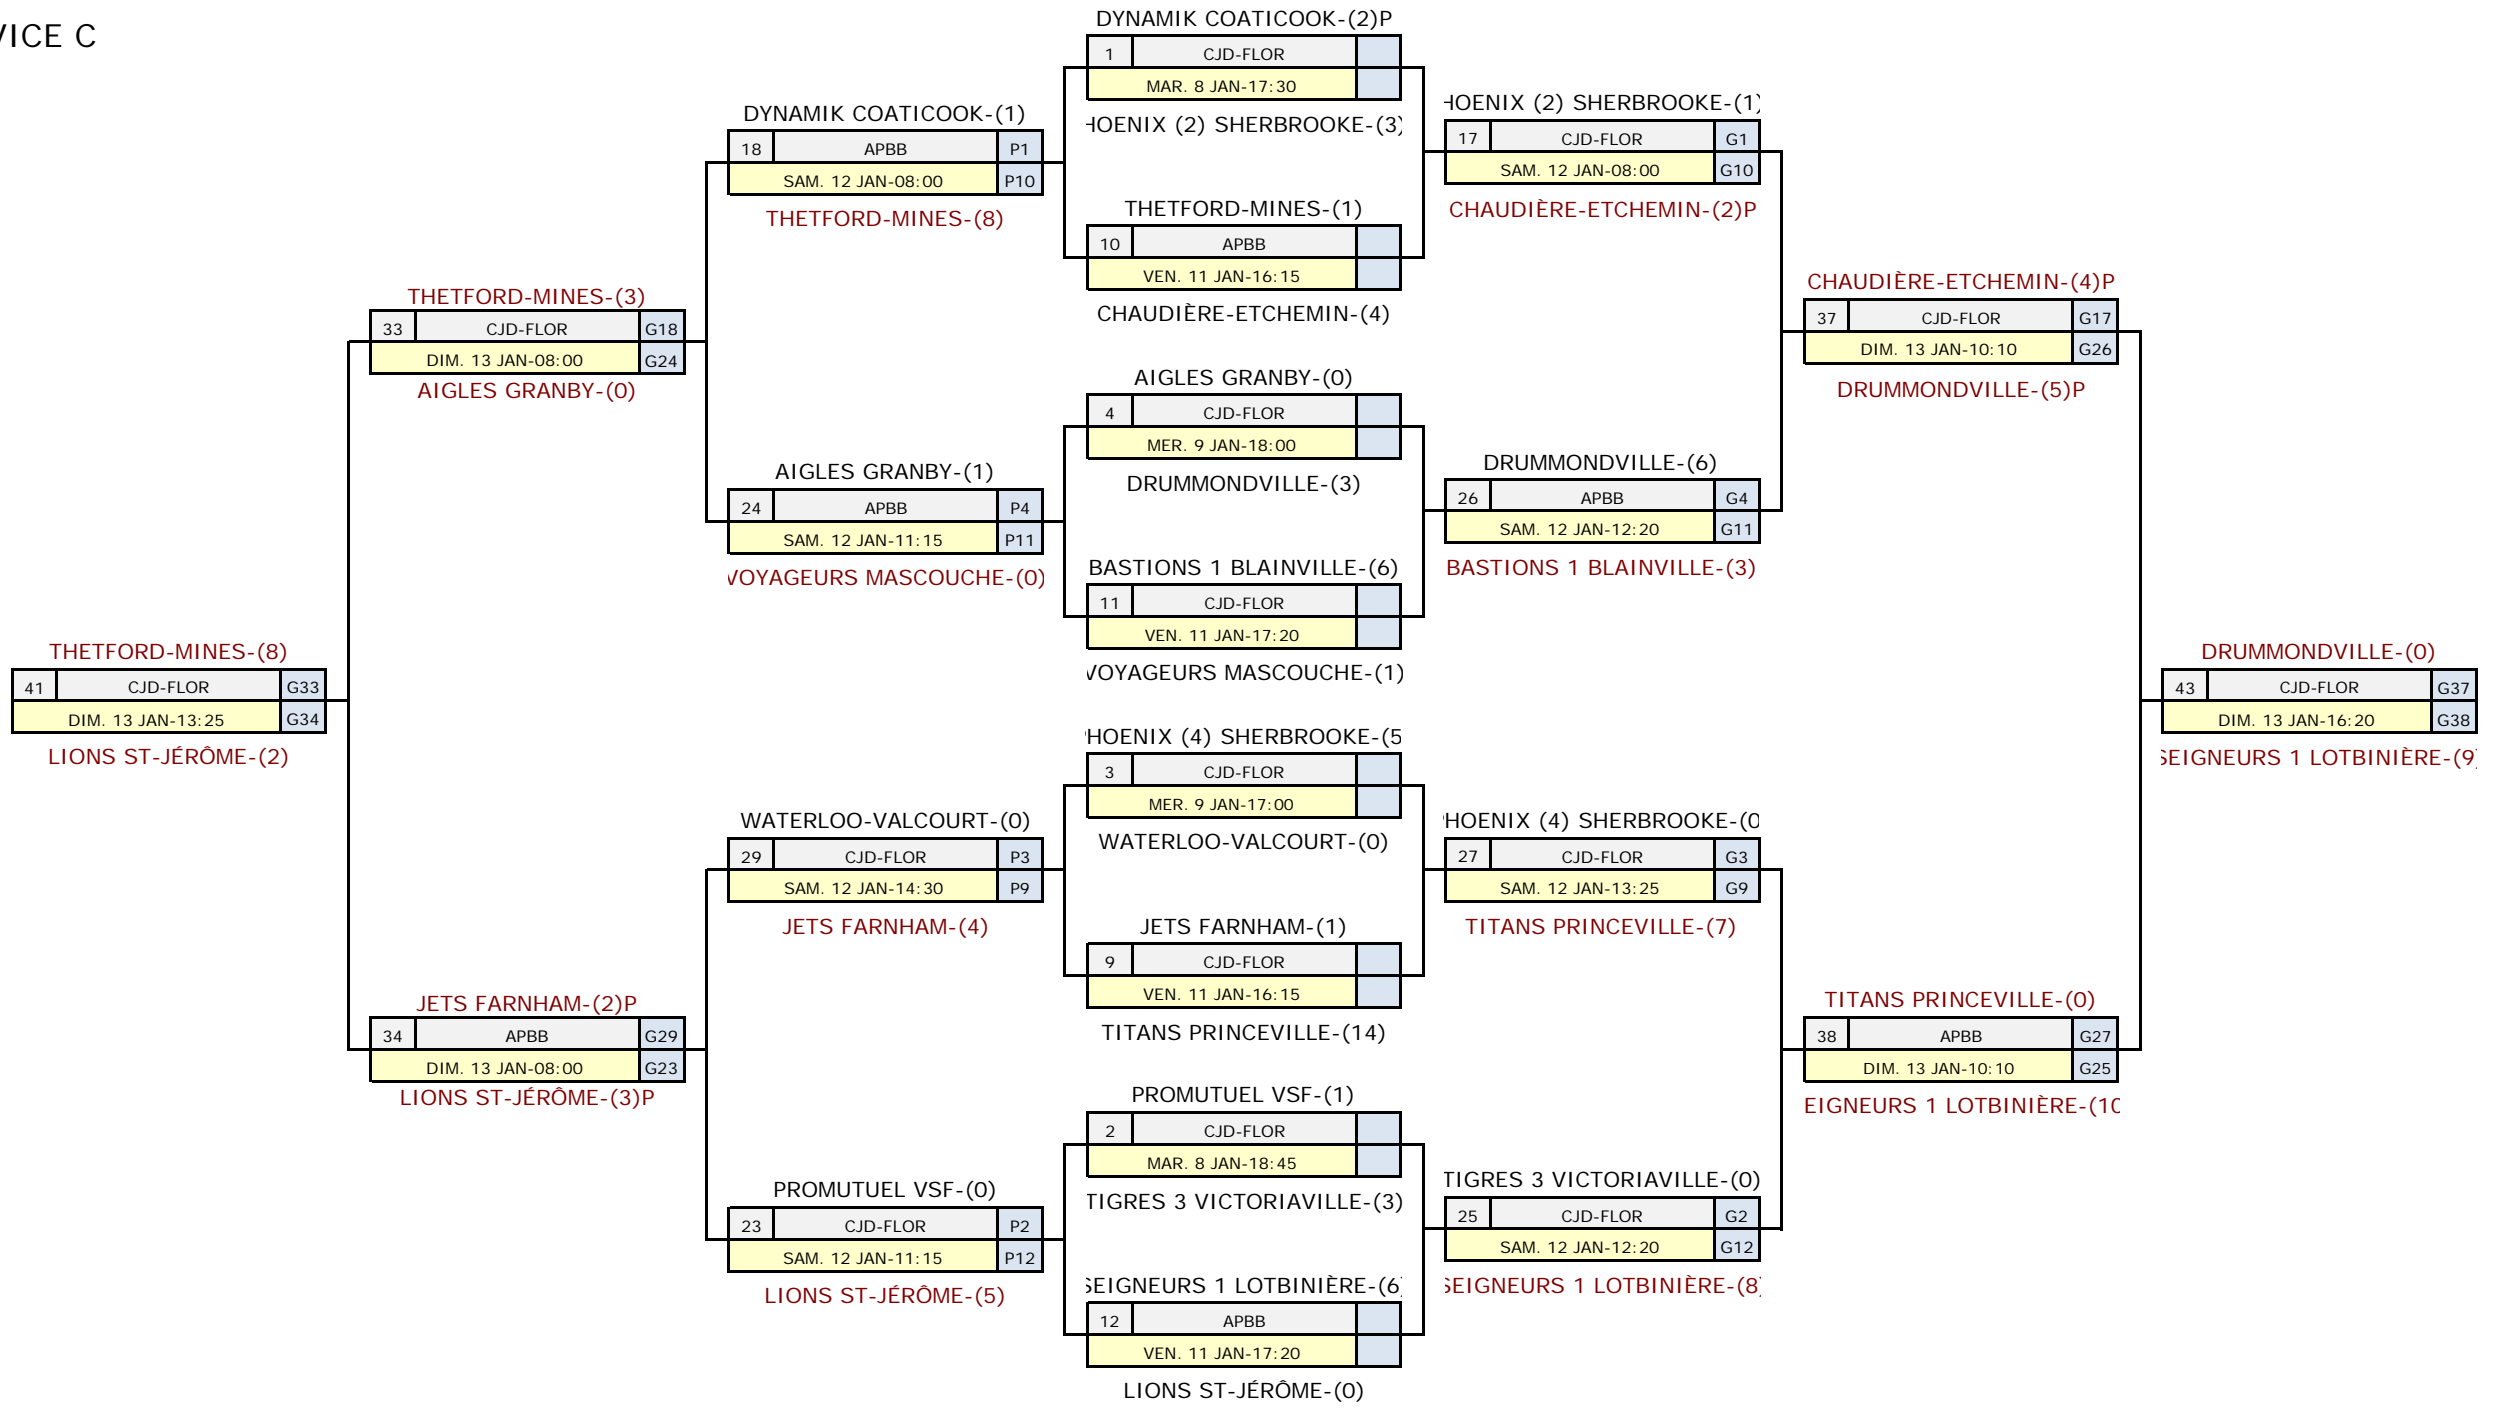 VICE C
DYNAMIK COATICOOK-(2)P
1 CJD-FLOR
MAR. 8 JAN-17:30
HOENIX (2) SHERBROOKE-(3)
THETFORD-MINES-(1)
10 APBB
VEN. 11 JAN-16:15
CHAUDIÈRE-ETCHEMIN-(4)
AIGLES GRANBY-(0)
4 CJD-FLOR
MER. 9 JAN-18:00
DRUMMONDVILLE-(3)
BASTIONS 1 BLAINVILLE-(6)
11 CJD-FLOR
VEN. 11 JAN-17:20
VOYAGEURS MASCOUCHE-(1)
HOENIX (4) SHERBROOKE-(5
3 CJD-FLOR
MER. 9 JAN-17:00
WATERLOO-VALCOURT-(0)
JETS FARNHAM-(1)
9 CJD-FLOR
VEN. 11 JAN-16:15
TITANS PRINCEVILLE-(14)
PROMUTUEL VSF-(1)
2 CJD-FLOR
MAR. 8 JAN-18:45
TIGRES 3 VICTORIAVILLE-(3)
SEIGNEURS 1 LOTBINIÈRE-(6)
12 APBB
VEN. 11 JAN-17:20
LIONS ST-JÉRÔME-(0)
DYNAMIK COATICOOK-(1)
18 APBB P1
SAM. 12 JAN-08:00 P10
THETFORD-MINES-(8)
AIGLES GRANBY-(1)
24 APBB P4
SAM. 12 JAN-11:15 P11
VOYAGEURS MASCOUCHE-(0)
WATERLOO-VALCOURT-(0)
29 CJD-FLOR P3
SAM. 12 JAN-14:30 P9
JETS FARNHAM-(4)
PROMUTUEL VSF-(0)
23 CJD-FLOR P2
SAM. 12 JAN-11:15 P12
LIONS ST-JÉRÔME-(5)
THETFORD-MINES-(3)
33 CJD-FLOR G18
DIM. 13 JAN-08:00 G24
AIGLES GRANBY-(0)
JETS FARNHAM-(2)P
34 APBB G29
DIM. 13 JAN-08:00 G23
LIONS ST-JÉRÔME-(3)P
THETFORD-MINES-(8)
41 CJD-FLOR G33
DIM. 13 JAN-13:25 G34
LIONS ST-JÉRÔME-(2)
HOENIX (2) SHERBROOKE-(1)
17 CJD-FLOR G1
SAM. 12 JAN-08:00 G10
CHAUDIÈRE-ETCHEMIN-(2)P
DRUMMONDVILLE-(6)
26 APBB G4
SAM. 12 JAN-12:20 G11
BASTIONS 1 BLAINVILLE-(3)
HOENIX (4) SHERBROOKE-(0
27 CJD-FLOR G3
SAM. 12 JAN-13:25 G9
TITANS PRINCEVILLE-(7)
TIGRES 3 VICTORIAVILLE-(0)
25 CJD-FLOR G2
SAM. 12 JAN-12:20 G12
SEIGNEURS 1 LOTBINIÈRE-(8)
CHAUDIÈRE-ETCHEMIN-(4)P
37 CJD-FLOR G17
DIM. 13 JAN-10:10 G26
DRUMMONDVILLE-(5)P
TITANS PRINCEVILLE-(0)
38 APBB G27
DIM. 13 JAN-10:10 G25
EIGNEURS 1 LOTBINIÈRE-(10
DRUMMONDVILLE-(0)
43 CJD-FLOR G37
DIM. 13 JAN-16:20 G38
SEIGNEURS 1 LOTBINIÈRE-(9)